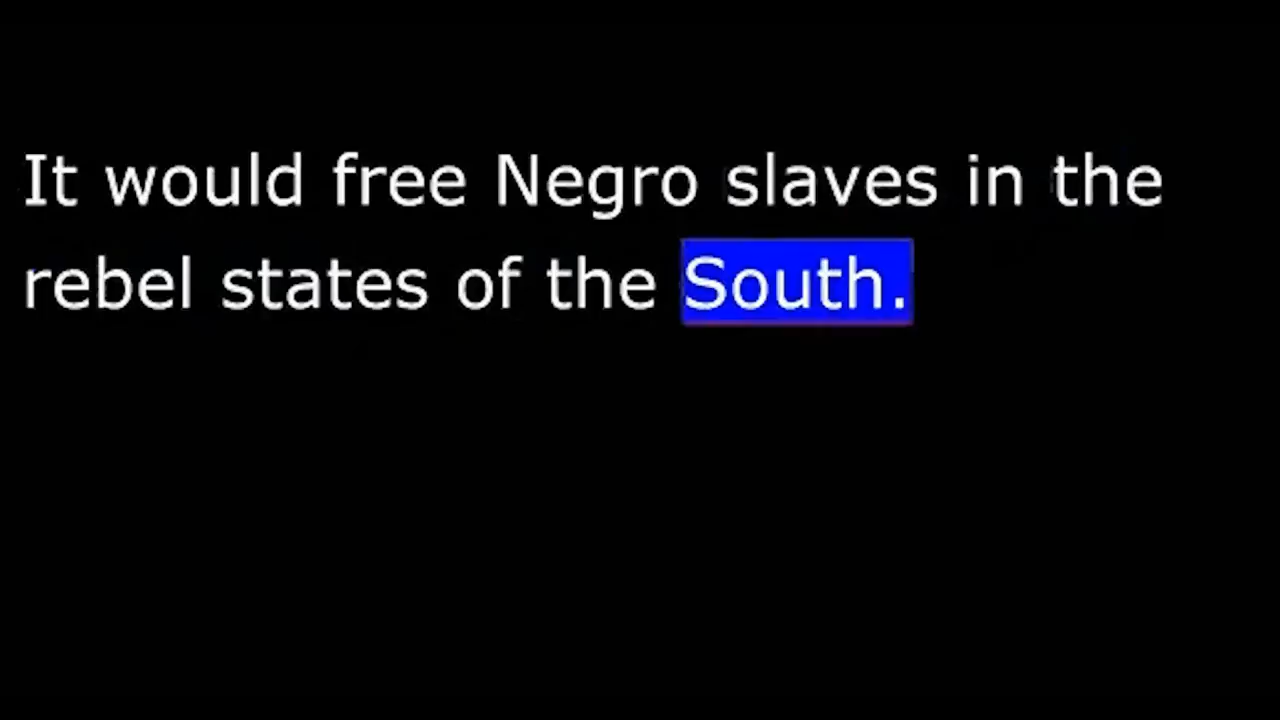 It would free Negro slaves in the
rebel states of the South.